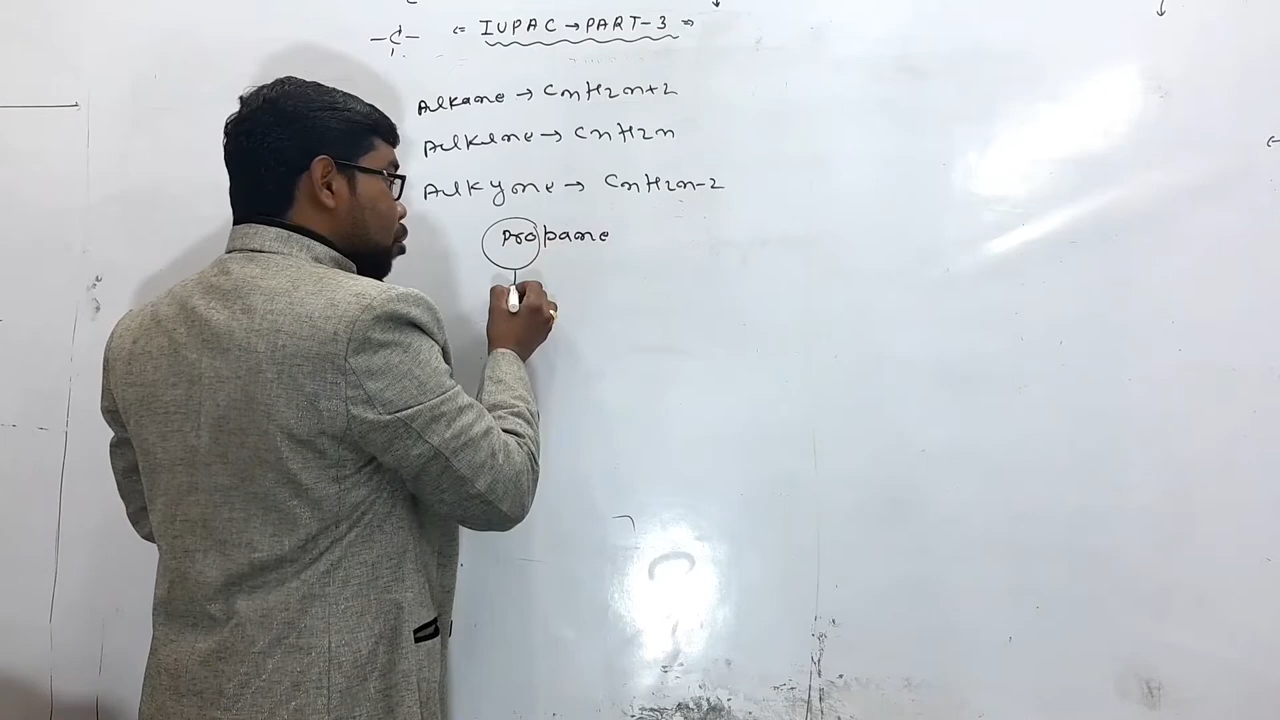 -C- ⇐ IUPAC → PART-3 ⇒
Alkane → CnH2n+2
Alkene → CnH2n
Alkyne → CnH2n-2
Propane